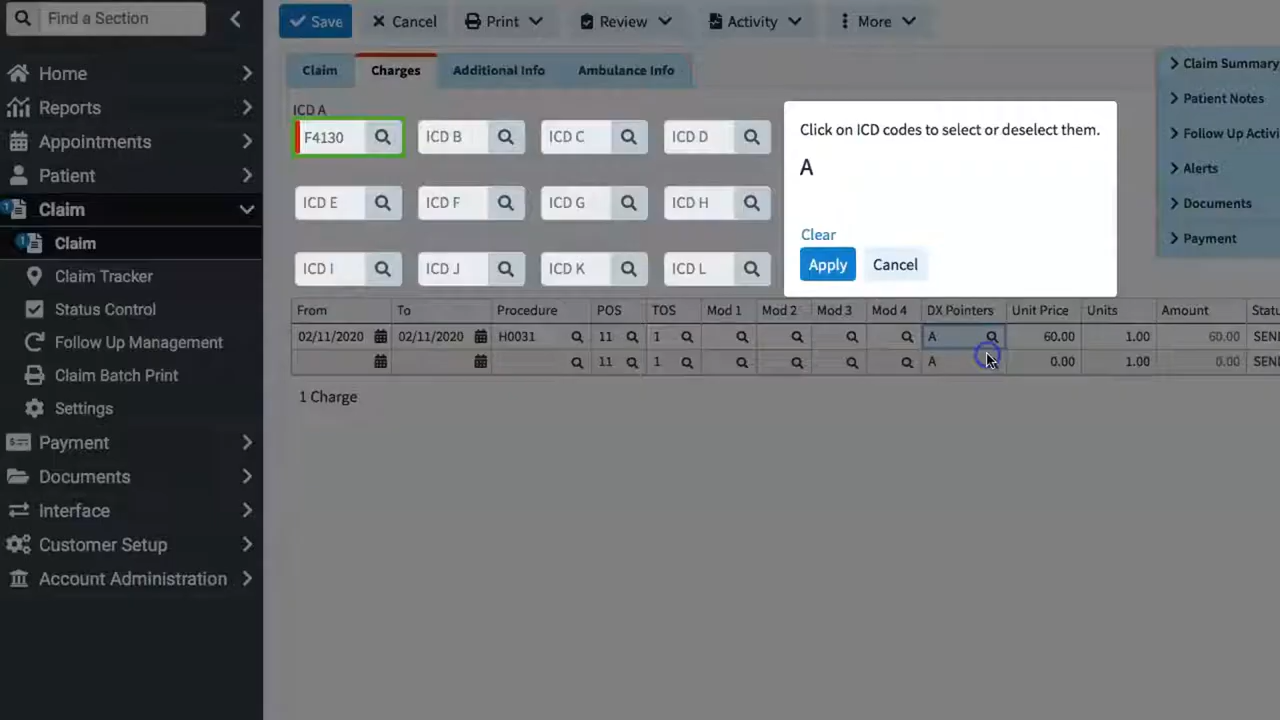 Find a Section
Home
Reports
Appointments
Patient
1 Claim
1 Claim
Claim Tracker
Status Control
Follow Up Management
Claim Batch Print
Settings
Payment
Documents
Interface
Customer Setup
Account Administration
Save Cancel Print Review Activity More
Claim Charges Additional Info Ambulance Info
ICD A
F4130 ICD B ICD C ICD D
ICD E ICD F ICD G ICD H
ICD I ICD J ICD K ICD L
Click on ICD codes to select or deselect them.
A
Clear
Apply Cancel
Claim Summary
Patient Notes
Follow Up Activi
Alerts
Documents
Payment
From To Procedure POS TOS Mod 1 Mod 2 Mod 3 Mod 4 DX Pointers Unit Price Units Amount Statu
02/11/2020 02/11/2020 H0031 11 1 A 60.00 1.00 60.00 SEND
11 1 A 0.00 1.00 0.00 SEND
1 Charge